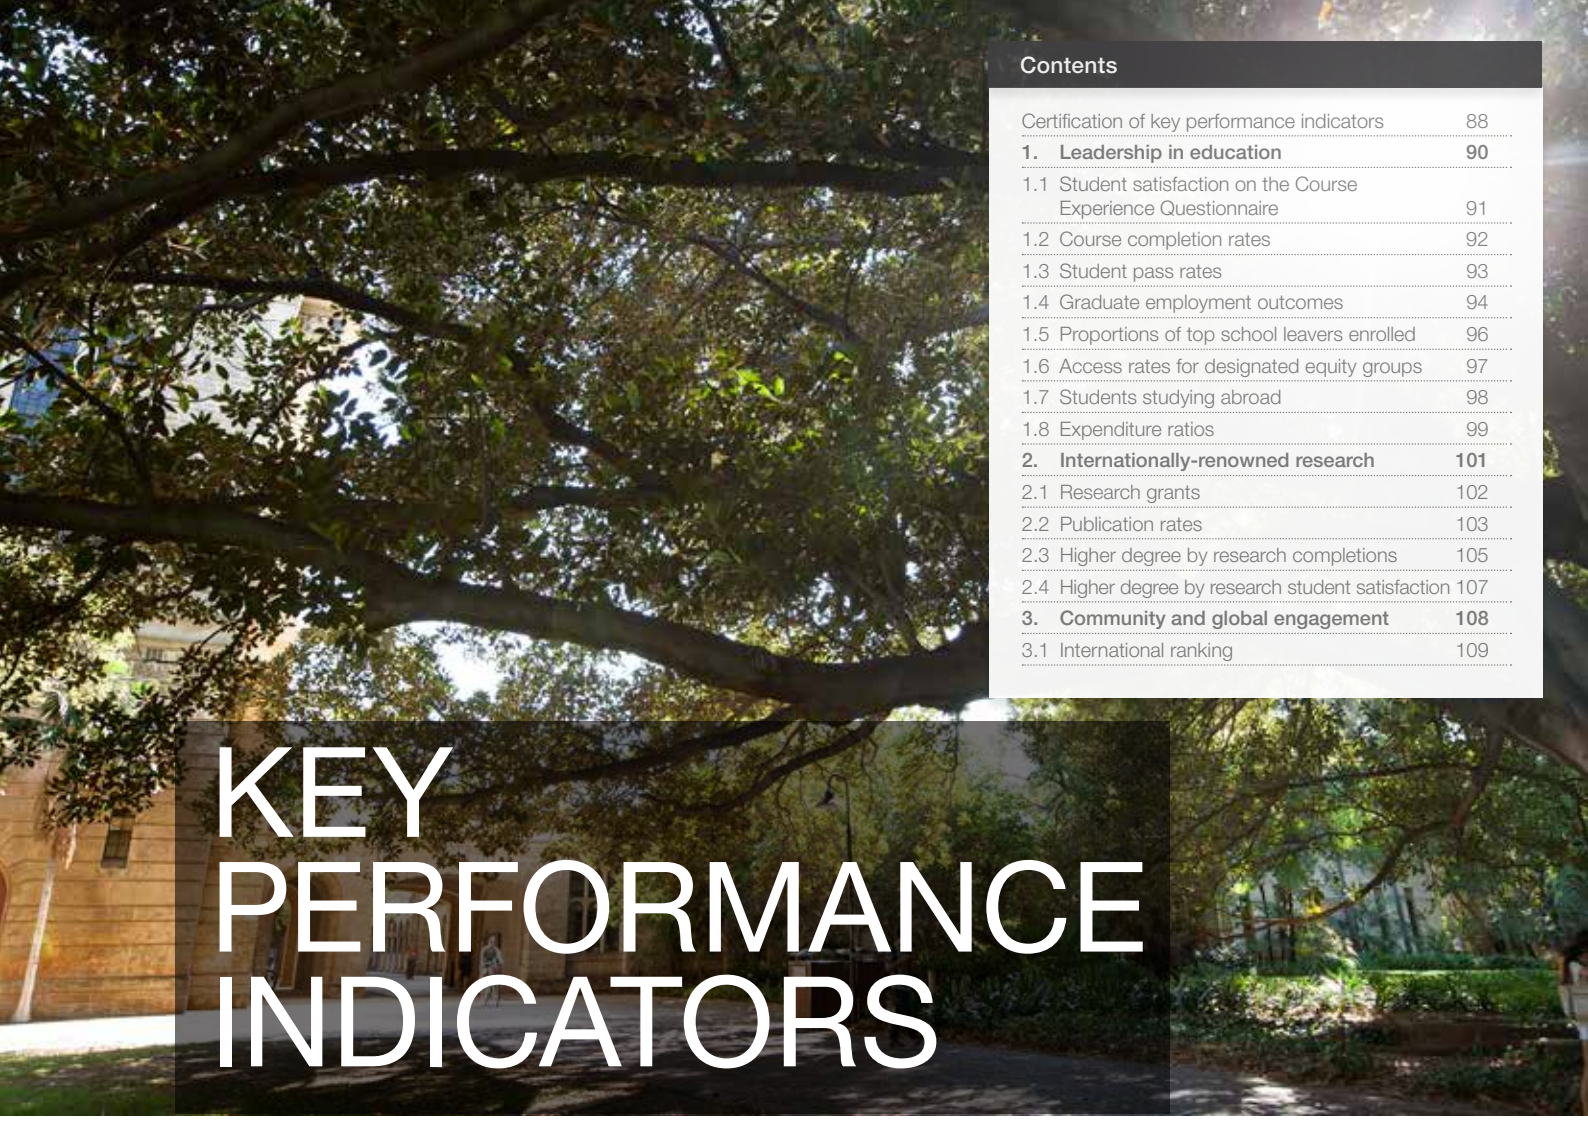 Contents
Certification of key performance indicators 88
1. Leadership in education 90
1.1 Student satisfaction on the Course
Experience Questionnaire 91
1.2 Course completion rates 92
1.3 Student pass rates 93
1.4 Graduate employment outcomes 94
1.5 Proportions of top school leavers enrolled 96
1.6 Access rates for designated equity groups 97
1.7 Students studying abroad 98
1.8 Expenditure ratios 99
2. Internationally-renowned research 101
2.1 Research grants 102
2.2 Publication rates 103
2.3 Higher degree by research completions 105
2.4 Higher degree by research student satisfaction 107
3. Community and global engagement 108
3.1 International ranking 109
KEY
PERFORMANCE
INDICATORS